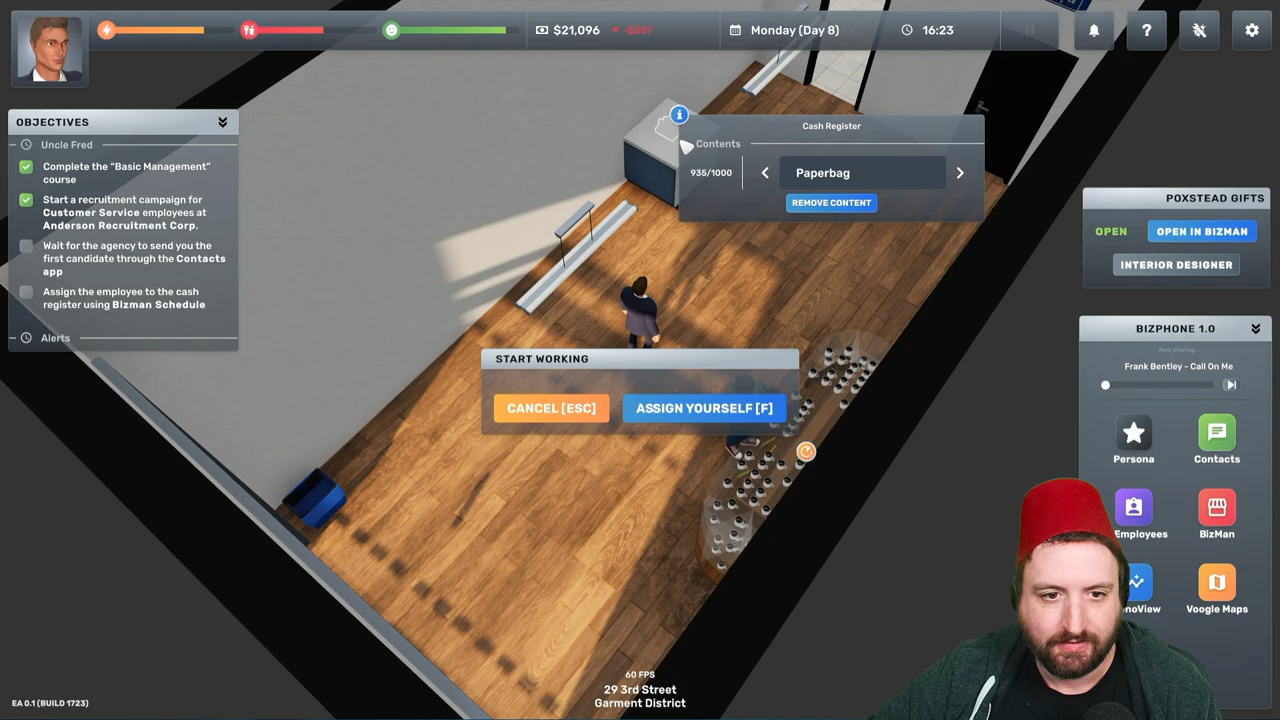 $21,096
-$207
Monday (Day 8)
16:23
OBJECTIVES
Uncle Fred
Complete the "Basic Management"
course
Start a recruitment campaign for
Customer Service employees at
Anderson Recruitment Corp.
Wait for the agency to send you the
first candidate through the Contacts
app
Assign the employee to the cash
register using Bizman Schedule
Alerts
Cash Register
Contents
935/1000
Paperbag
REMOVE CONTENT
START WORKING
CANCEL [ESC]
ASSIGN YOURSELF [F]
POXSTEAD GIFTS
OPEN
OPEN IN BIZMAN
INTERIOR DESIGNER
BIZPHONE 1.0
Now playing...
Frank Bentley - Call On Me
Persona
Contacts
Employees
BizMan
noView
Voogle Maps
60 FPS
29 3rd Street
Garment District
EA 0.1 (BUILD 1723)